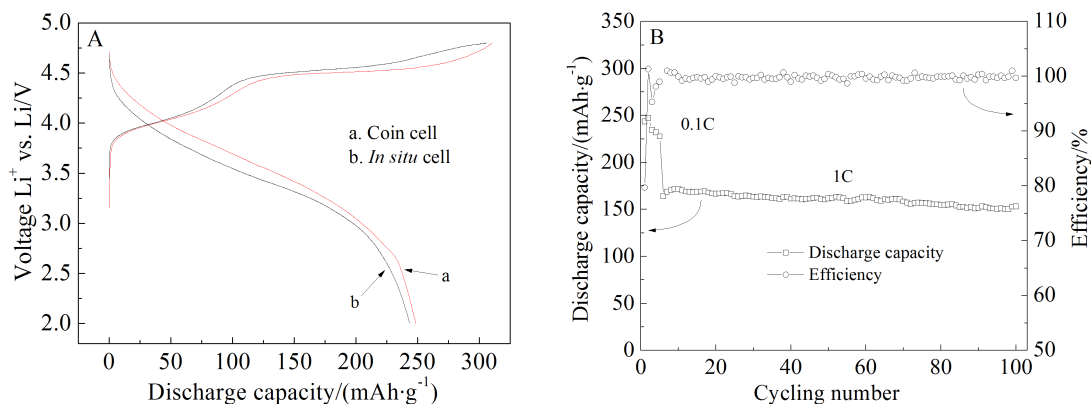 A
5.0
4.5
4.0
3.5
3.0
2.5
2.0
Voltage Li⁺ vs. Li/V
a. Coin cell
b. In situ cell
a
b
0 50 100 150 200 250 300
Discharge capacity/(mAh·g⁻¹)
B
350
300
250
200
150
100
50
0
Discharge capacity/(mAh·g⁻¹)
0.1C
1C
Discharge capacity
Efficiency
110
100
90
80
70
60
50
Efficiency/%
0 20 40 60 80 100
Cycling number